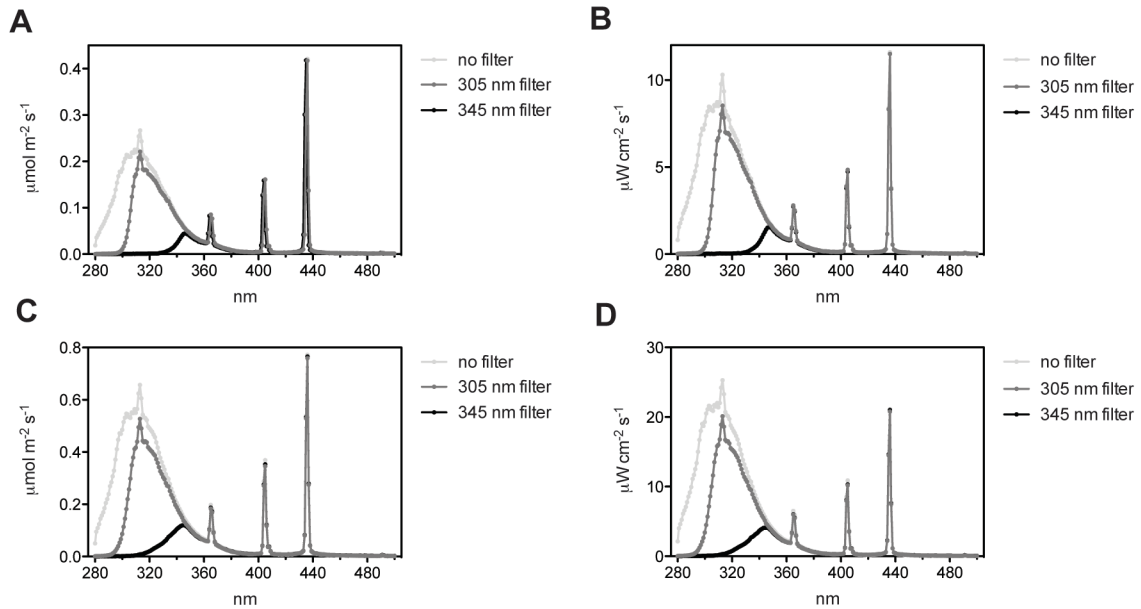 A
μmol m-2 s-1
0.4
0.3
0.2
0.1
0.0
280 320 360 400 440 480
nm
no filter
305 nm filter
345 nm filter
B
μW cm-2 s-1
10
5
0
280 320 360 400 440 480
nm
no filter
305 nm filter
345 nm filter
C
μmol m-2 s-1
0.8
0.6
0.4
0.2
0.0
280 320 360 400 440 480
nm
no filter
305 nm filter
345 nm filter
D
μW cm-2 s-1
30
20
10
0
280 320 360 400 440 480
nm
no filter
305 nm filter
345 nm filter